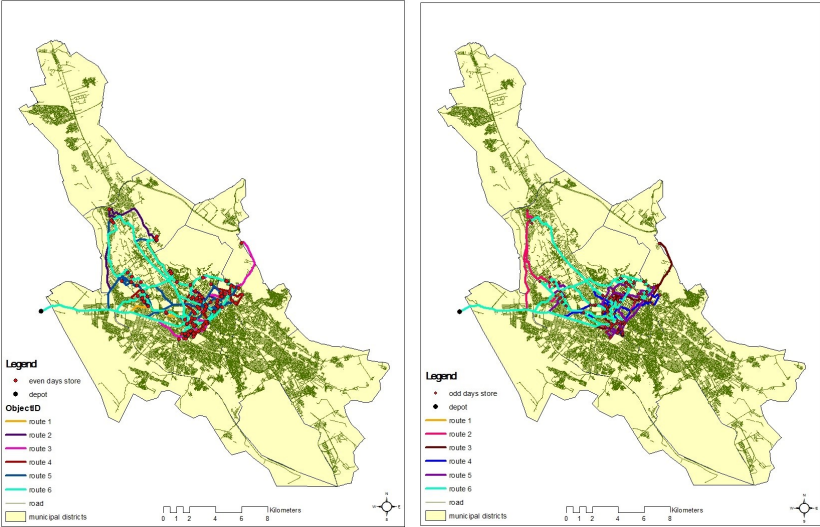 Legend
even days store
depot
ObjectID
route 1
route 2
route 3
route 4
route 5
route 6
road
municipal districts
0 1 2 4 6 8
Kilometers
N
W E
S
Legend
odd days store
depot
route 1
route 2
route 3
route 4
route 5
route 6
road
municipal districts
0 1 2 4 6 8
Kilometers
N
W E
S